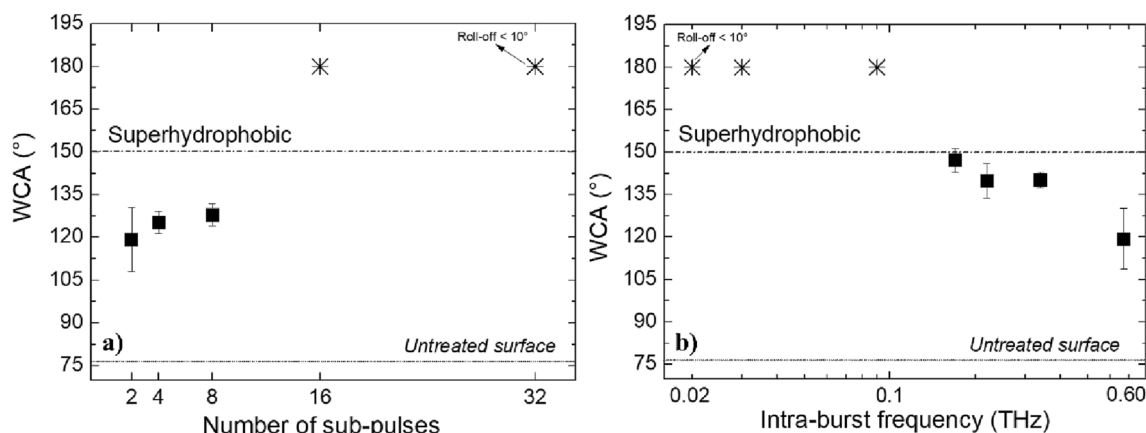 195
180
165
150
135
120
105
90
75
WCA (°)
Roll-off < 10°
Superhydrophobic
a)
Untreated surface
2 4 8 16 32
Number of sub-pulses
195
180
165
150
135
120
105
90
75
WCA (°)
Roll-off < 10°
Superhydrophobic
b)
Untreated surface
0.02 0.1 0.60
Intra-burst frequency (THz)